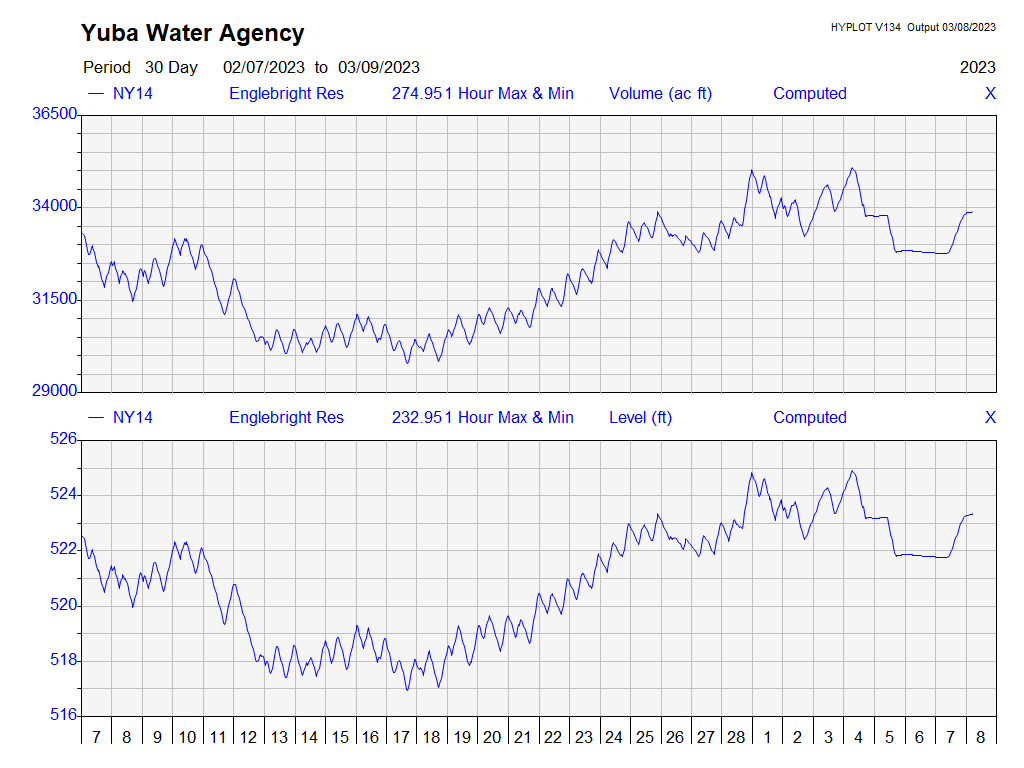 Yuba Water Agency
HYPLOT V134 Output 03/08/2023
Period 30 Day 02/07/2023 to 03/09/2023
2023
NY14 Englebright Res 274.951 Hour Max & Min Volume (ac ft) Computed X
36500
34000
31500
29000
NY14 Englebright Res 232.951 Hour Max & Min Level (ft) Computed X
526
524
522
520
518
516
7 8 9 10 11 12 13 14 15 16 17 18 19 20 21 22 23 24 25 26 27 28 1 2 3 4 5 6 7 8